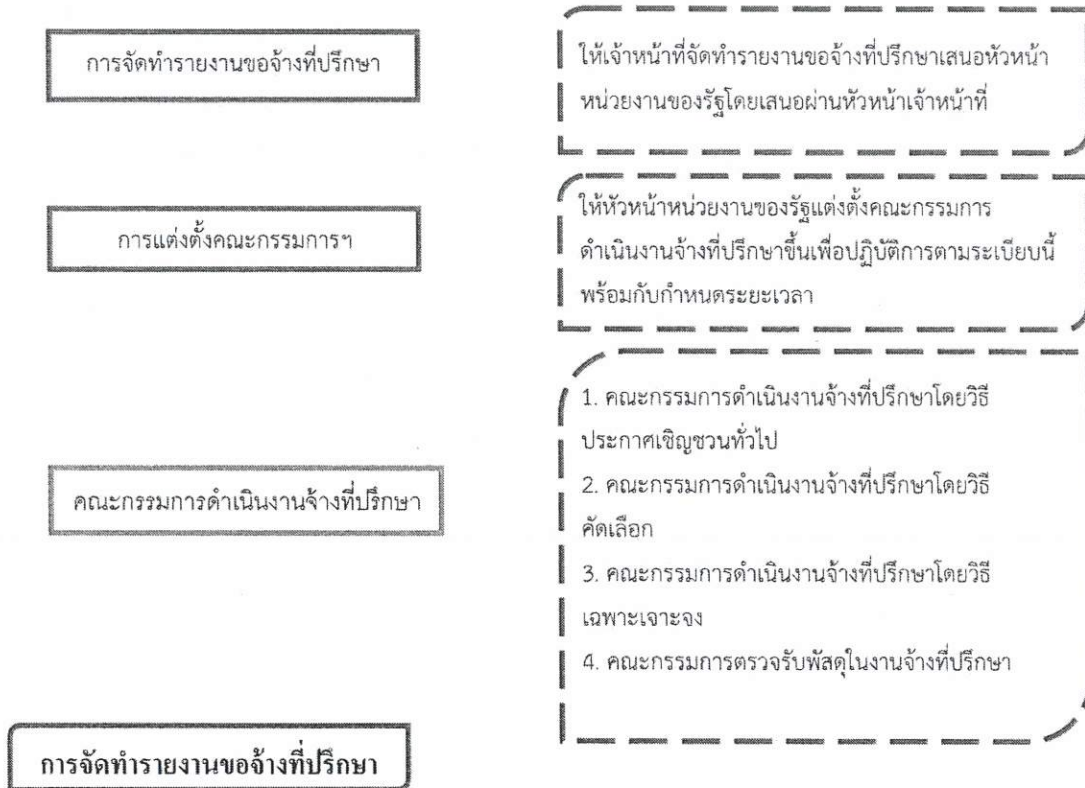 การจัดทำรายงานขอจ้างที่ปรึกษา
ให้เจ้าหน้าที่จัดทำรายงานขอจ้างที่ปรึกษาเสนอหัวหน้า
หน่วยงานของรัฐโดยเสนอผ่านหัวหน้าเจ้าหน้าที่
การแต่งตั้งคณะกรรมการฯ
ให้หัวหน้าหน่วยงานของรัฐแต่งตั้งคณะกรรมการ
ดำเนินงานจ้างที่ปรึกษาขึ้นเพื่อปฏิบัติการตามระเบียบนี้
พร้อมกับกำหนดระยะเวลา
คณะกรรมการดำเนินงานจ้างที่ปรึกษา
1. คณะกรรมการดำเนินงานจ้างที่ปรึกษาโดยวิธี
ประกาศเชิญชวนทั่วไป
2. คณะกรรมการดำเนินงานจ้างที่ปรึกษาโดยวิธี
คัดเลือก
3. คณะกรรมการดำเนินงานจ้างที่ปรึกษาโดยวิธี
เฉพาะเจาะจง
4. คณะกรรมการตรวจรับพัสดุในงานจ้างที่ปรึกษา
การจัดทำรายงานขอจ้างที่ปรึกษา